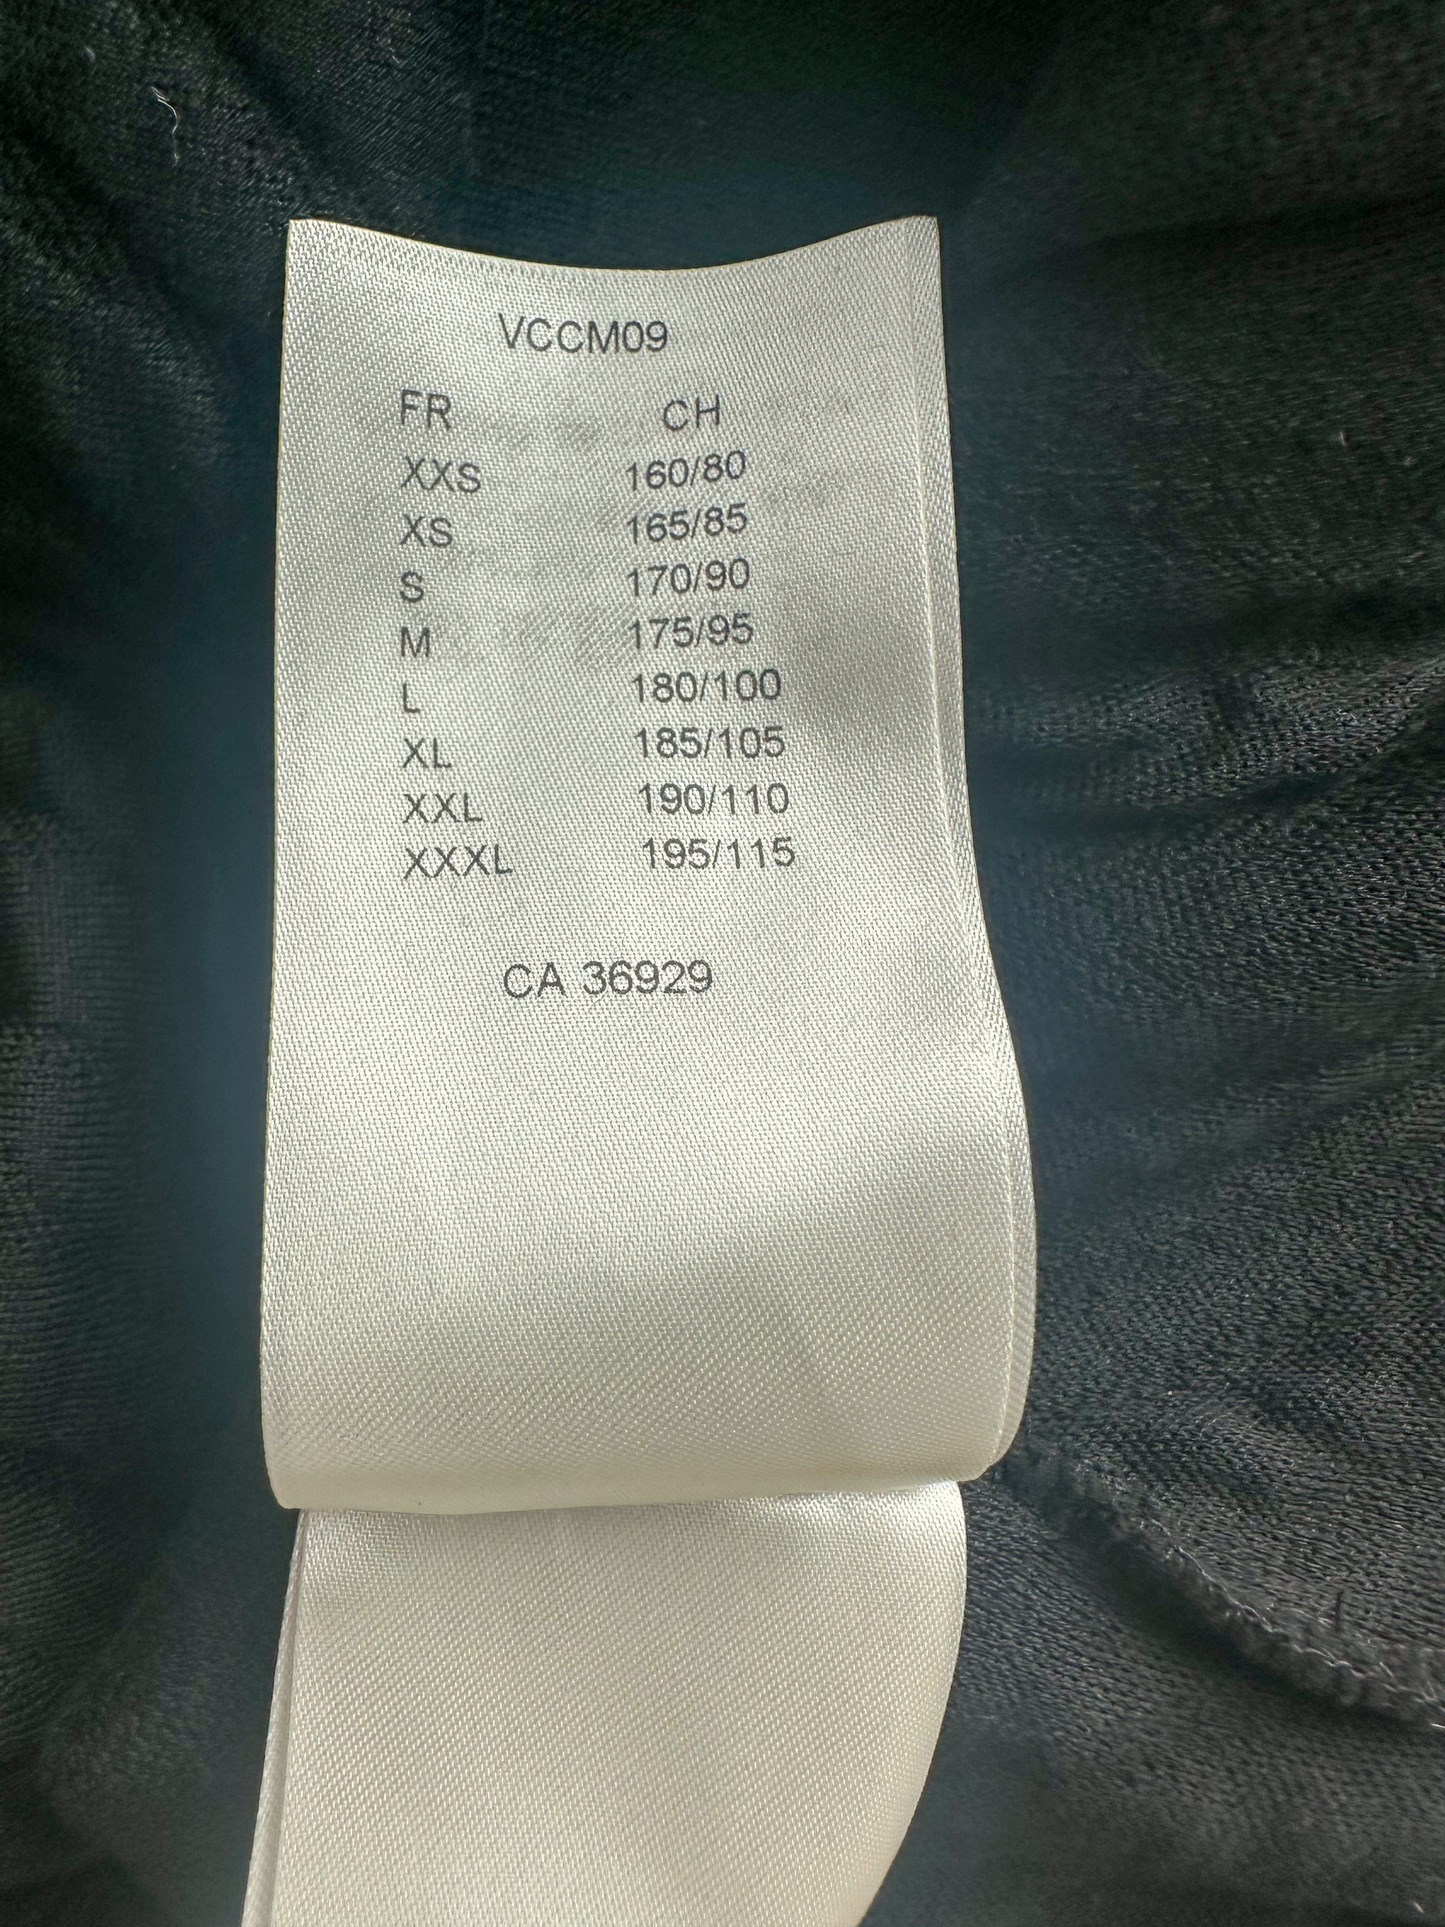 VCCM09
FR CH
XXS 160/80
XS 165/85
S 170/90
M 175/95
L 180/100
XL 185/105
XXL 190/110
XXXL 195/115
CA 36929